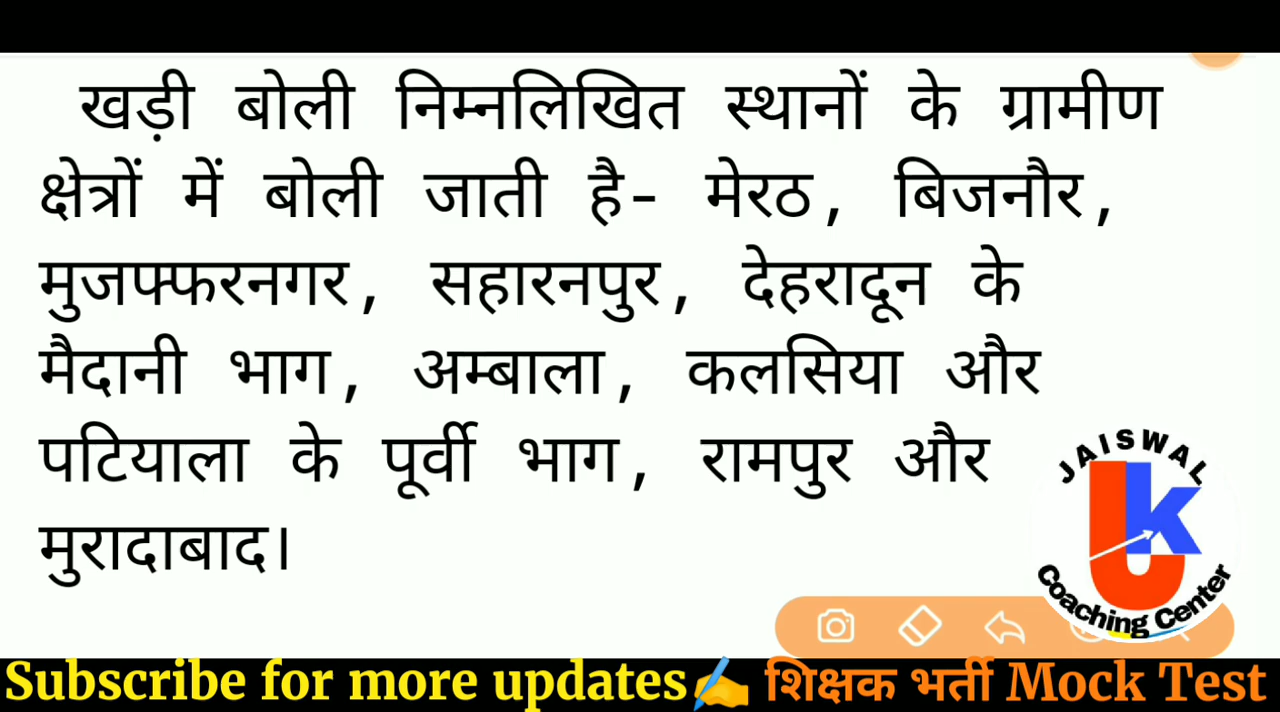 खड़ी बोली निम्नलिखित स्थानों के ग्रामीण
क्षेत्रों में बोली जाती है- मेरठ, बिजनौर,
मुजफ्फरनगर, सहारनपुर, देहरादून के
मैदानी भाग, अम्बाला, कलसिया और
पटियाला के पूर्वी भाग, रामपुर और
मुरादाबाद।
JAISWAL
JK
Coaching Center
Subscribe for more updates✍️ शिक्षक भर्ती Mock Test